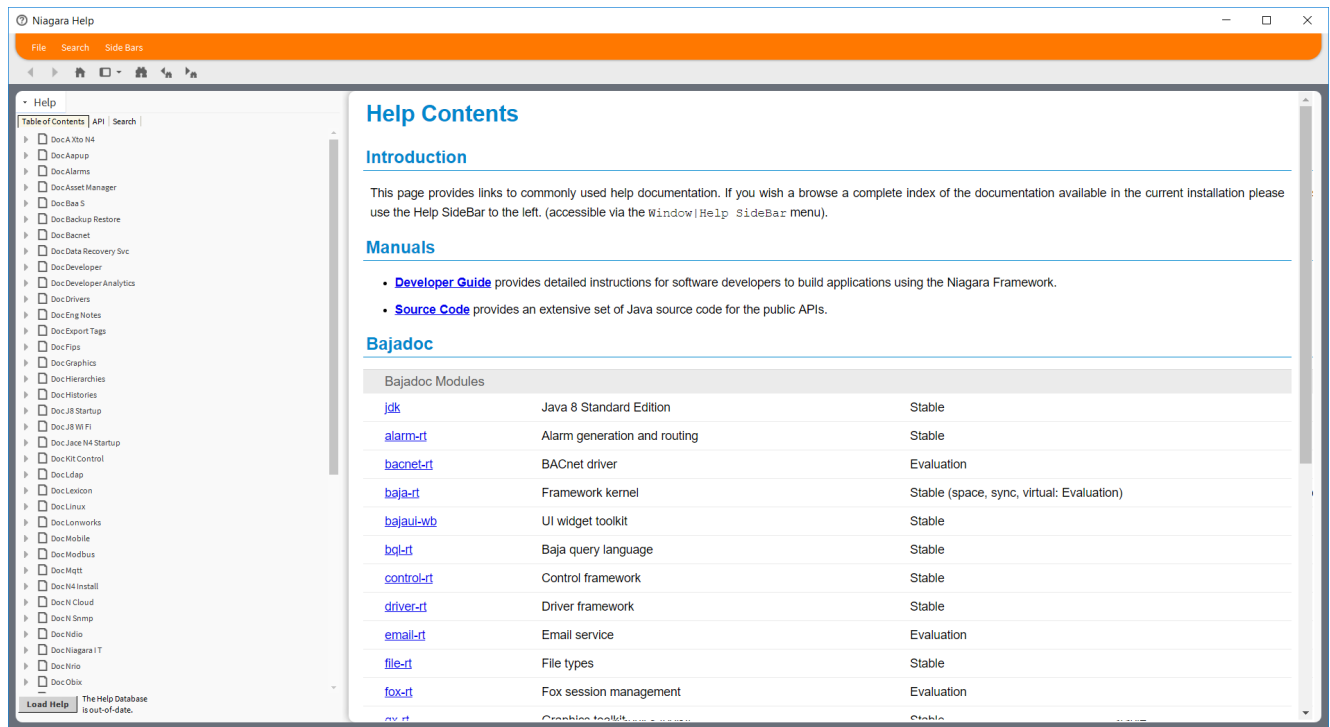 Niagara Help
File Search Side Bars
Help
Table of Contents API Search
Doc A Xto N4
Doc Aapup
Doc Alarms
Doc Asset Manager
Doc Baa S
Doc Backup Restore
Doc Bacnet
Doc Data Recovery Svc
Doc Developer
Doc Developer Analytics
Doc Drivers
Doc Eng Notes
Doc Export Tags
Doc Fips
Doc Graphics
Doc Hierarchies
Doc Histories
Doc J8 Startup
Doc J8 Wi Fi
Doc Jace N4 Startup
Doc Kit Control
Doc Ldap
Doc Lexicon
Doc Linux
Doc Lonworks
Doc Mobile
Doc Modbus
Doc Mqtt
Doc N4 Install
Doc N Cloud
Doc N Snmp
Doc Ndio
Doc Niagara I T
Doc Nrio
Doc Obix
Load Help
The Help Database
is out-of-date.
Help Contents
Introduction
This page provides links to commonly used help documentation. If you wish a browse a complete index of the documentation available in the current installation please
use the Help SideBar to the left. (accessible via the Window|Help SideBar menu).
Manuals
• Developer Guide provides detailed instructions for software developers to build applications using the Niagara Framework.
• Source Code provides an extensive set of Java source code for the public APIs.
Bajadoc
Bajadoc Modules
jdk Java 8 Standard Edition Stable
alarm-rt Alarm generation and routing Stable
bacnet-rt BACnet driver Evaluation
baja-rt Framework kernel Stable (space, sync, virtual: Evaluation)
bajaui-wb UI widget toolkit Stable
bql-rt Baja query language Stable
control-rt Control framework Stable
driver-rt Driver framework Stable
email-rt Email service Evaluation
file-rt File types Stable
fox-rt Fox session management Evaluation
gx-rt Graphics toolkit Stable